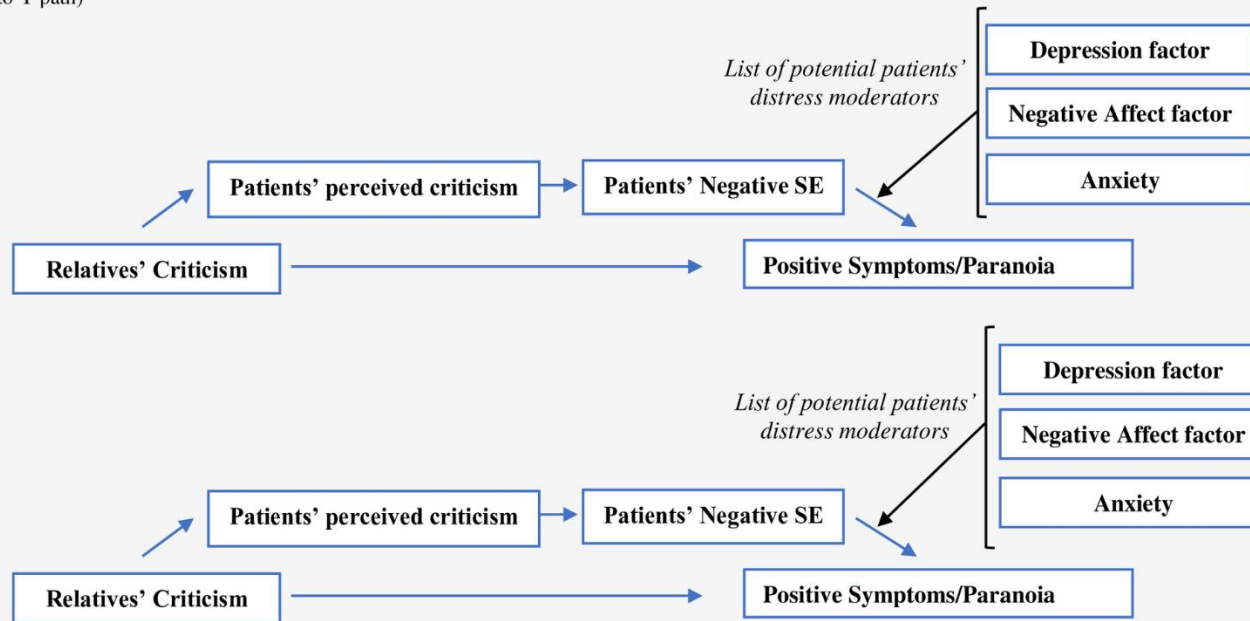 to Y path)
Depression factor
List of potential patients’
distress moderators
Negative Affect factor
Patients’ perceived criticism
Patients’ Negative SE
Anxiety
Relatives’ Criticism
Positive Symptoms/Paranoia
Depression factor
List of potential patients’
distress moderators
Negative Affect factor
Patients’ perceived criticism
Patients’ Negative SE
Anxiety
Relatives’ Criticism
Positive Symptoms/Paranoia